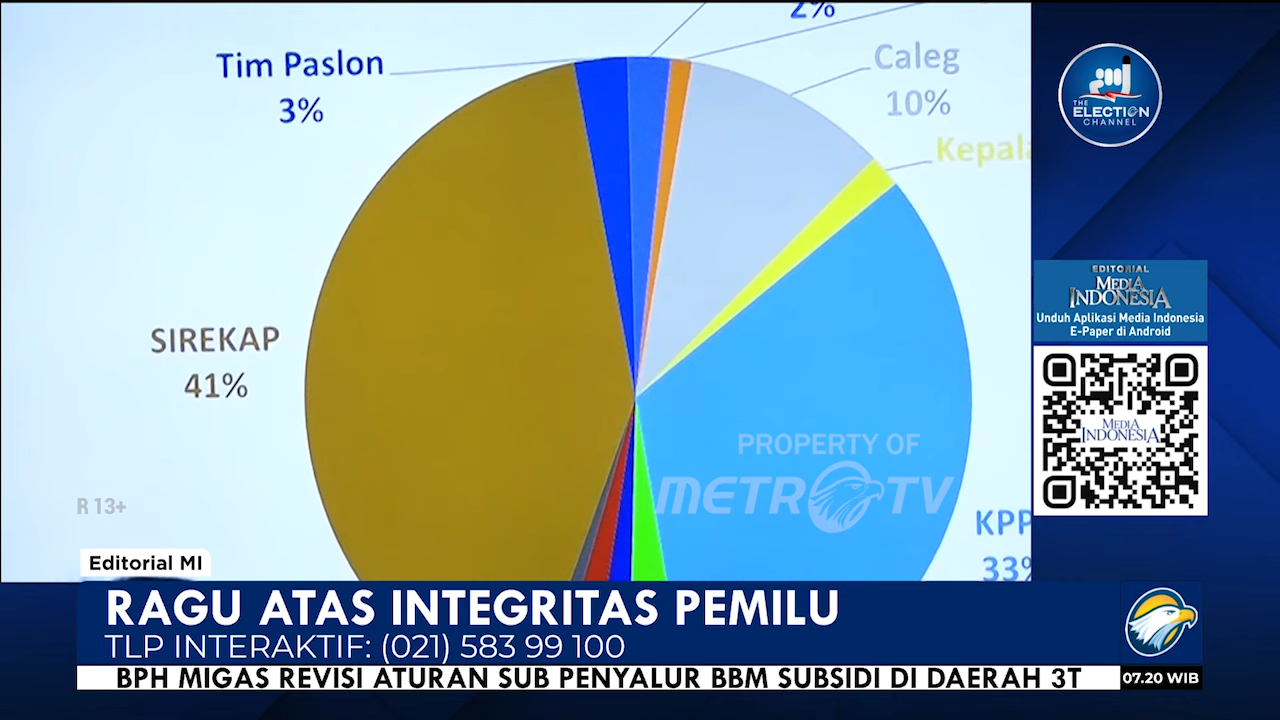 2%
Tim Paslon
3%
Caleg
10%
Kepala
SIREKAP
41%
KPP
33%
PROPERTY OF
METRO TV
R 13+
THE
ELECTION
CHANNEL
EDITORIAL
MEDIA
INDONESIA
Unduh Aplikasi Media Indonesia
E-Paper di Android
MEDIA
INDONESIA
Editorial MI
RAGU ATAS INTEGRITAS PEMILU
TLP INTERAKTIF: (021) 583 99 100
BPH MIGAS REVISI ATURAN SUB PENYALUR BBM SUBSIDI DI DAERAH 3T
07.20 WIB